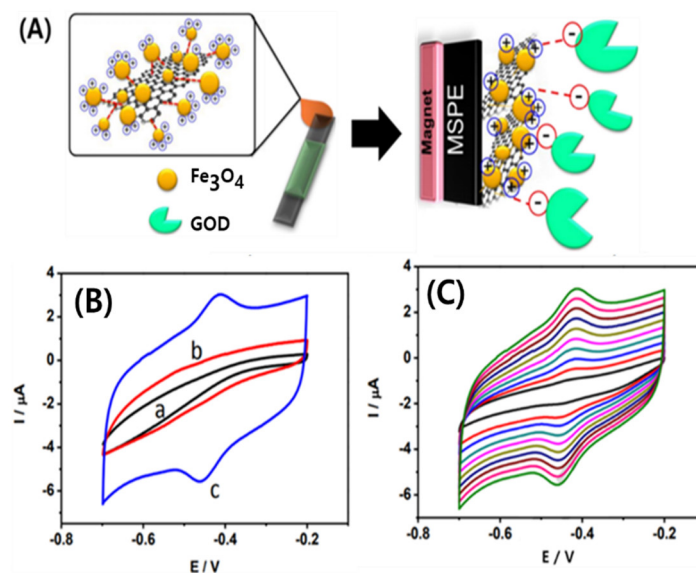 (A)
Fe3O4
GOD
Magnet
MSPE
+
-
-
-
-
(B)
I / μA
4
2
0
-2
-4
-6
b
a
c
-0.8
-0.6
-0.4
-0.2
E / V
(C)
I / μA
4
2
0
-2
-4
-6
-0.8
-0.6
-0.4
-0.2
E / V